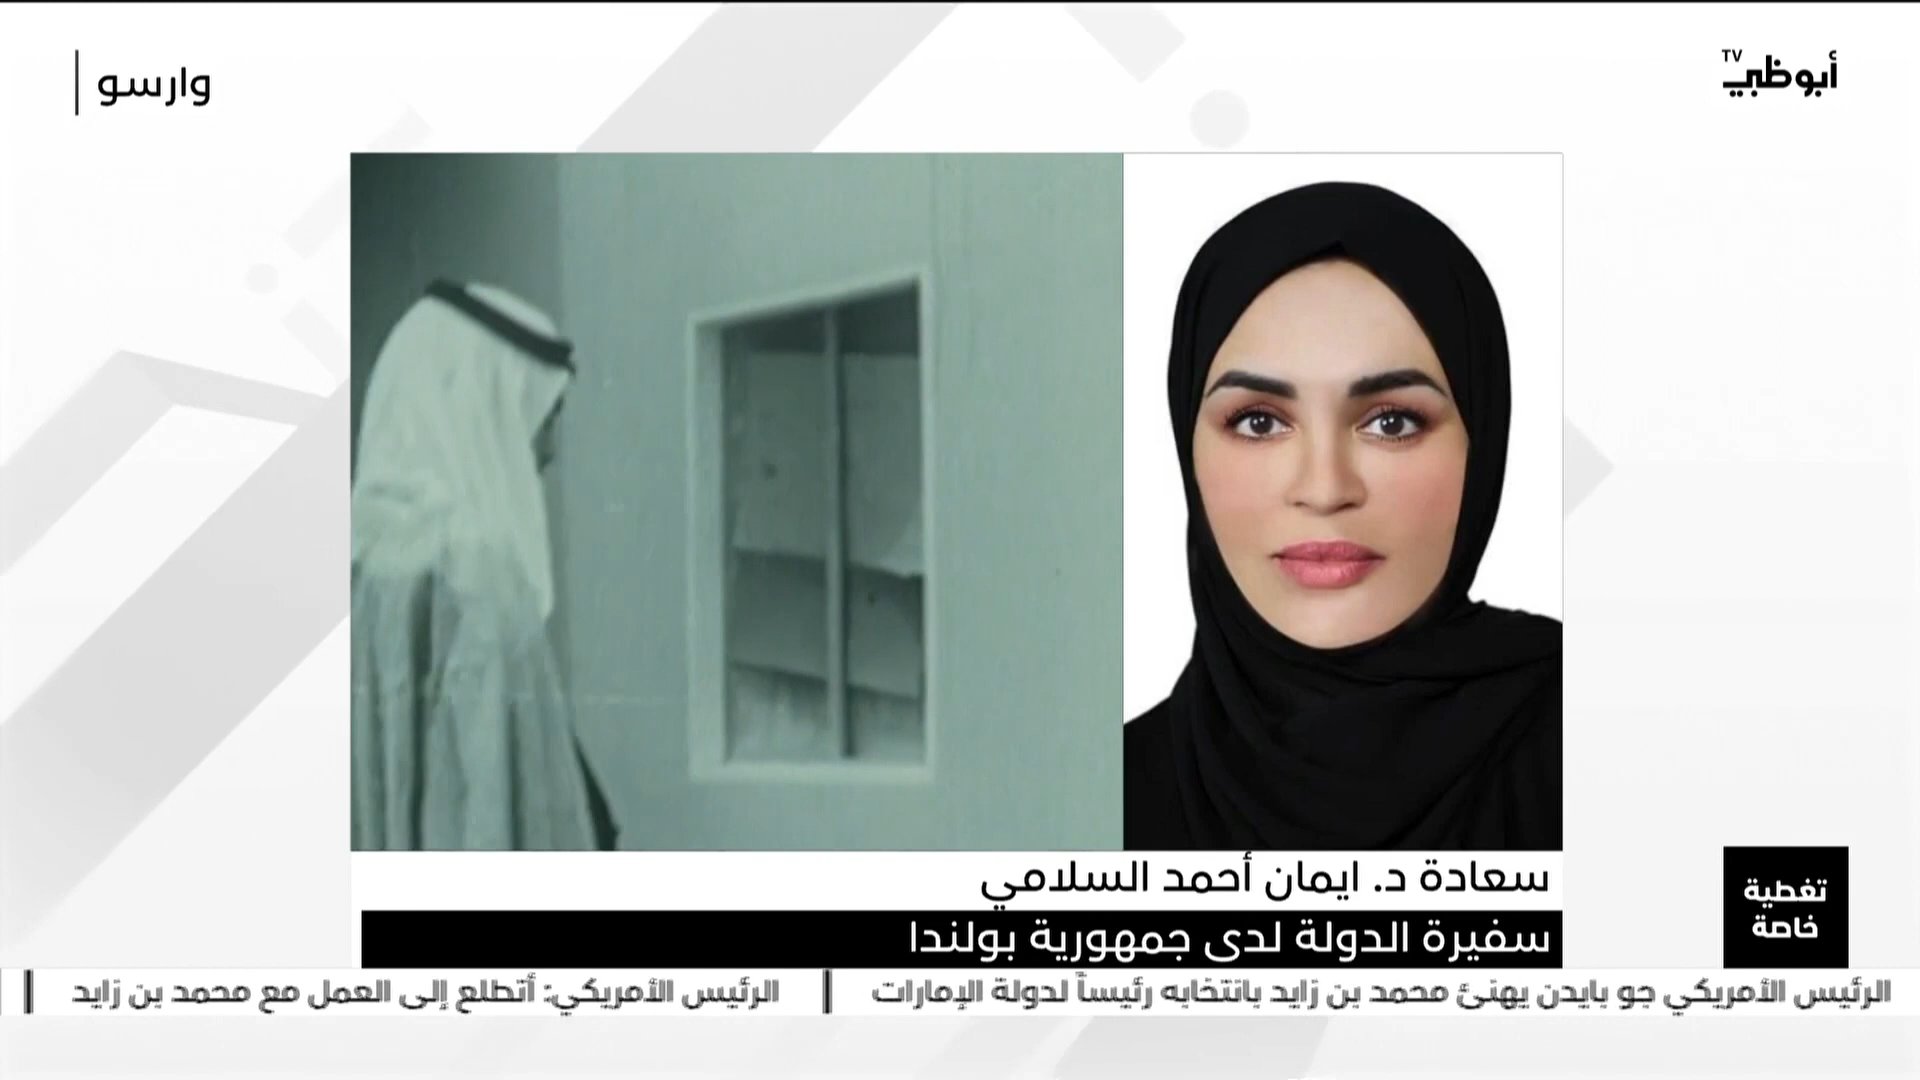 أبوظبي TV
وارسو
سعادة د. ايمان أحمد السلامي
سفيرة الدولة لدى جمهورية بولندا
تغطية
خاصة
الرئيس الأمريكي جو بايدن يهنئ محمد بن زايد بانتخابه رئيساً لدولة الإمارات | الرئيس الأمريكي: أتطلع إلى العمل مع محمد بن زايد |